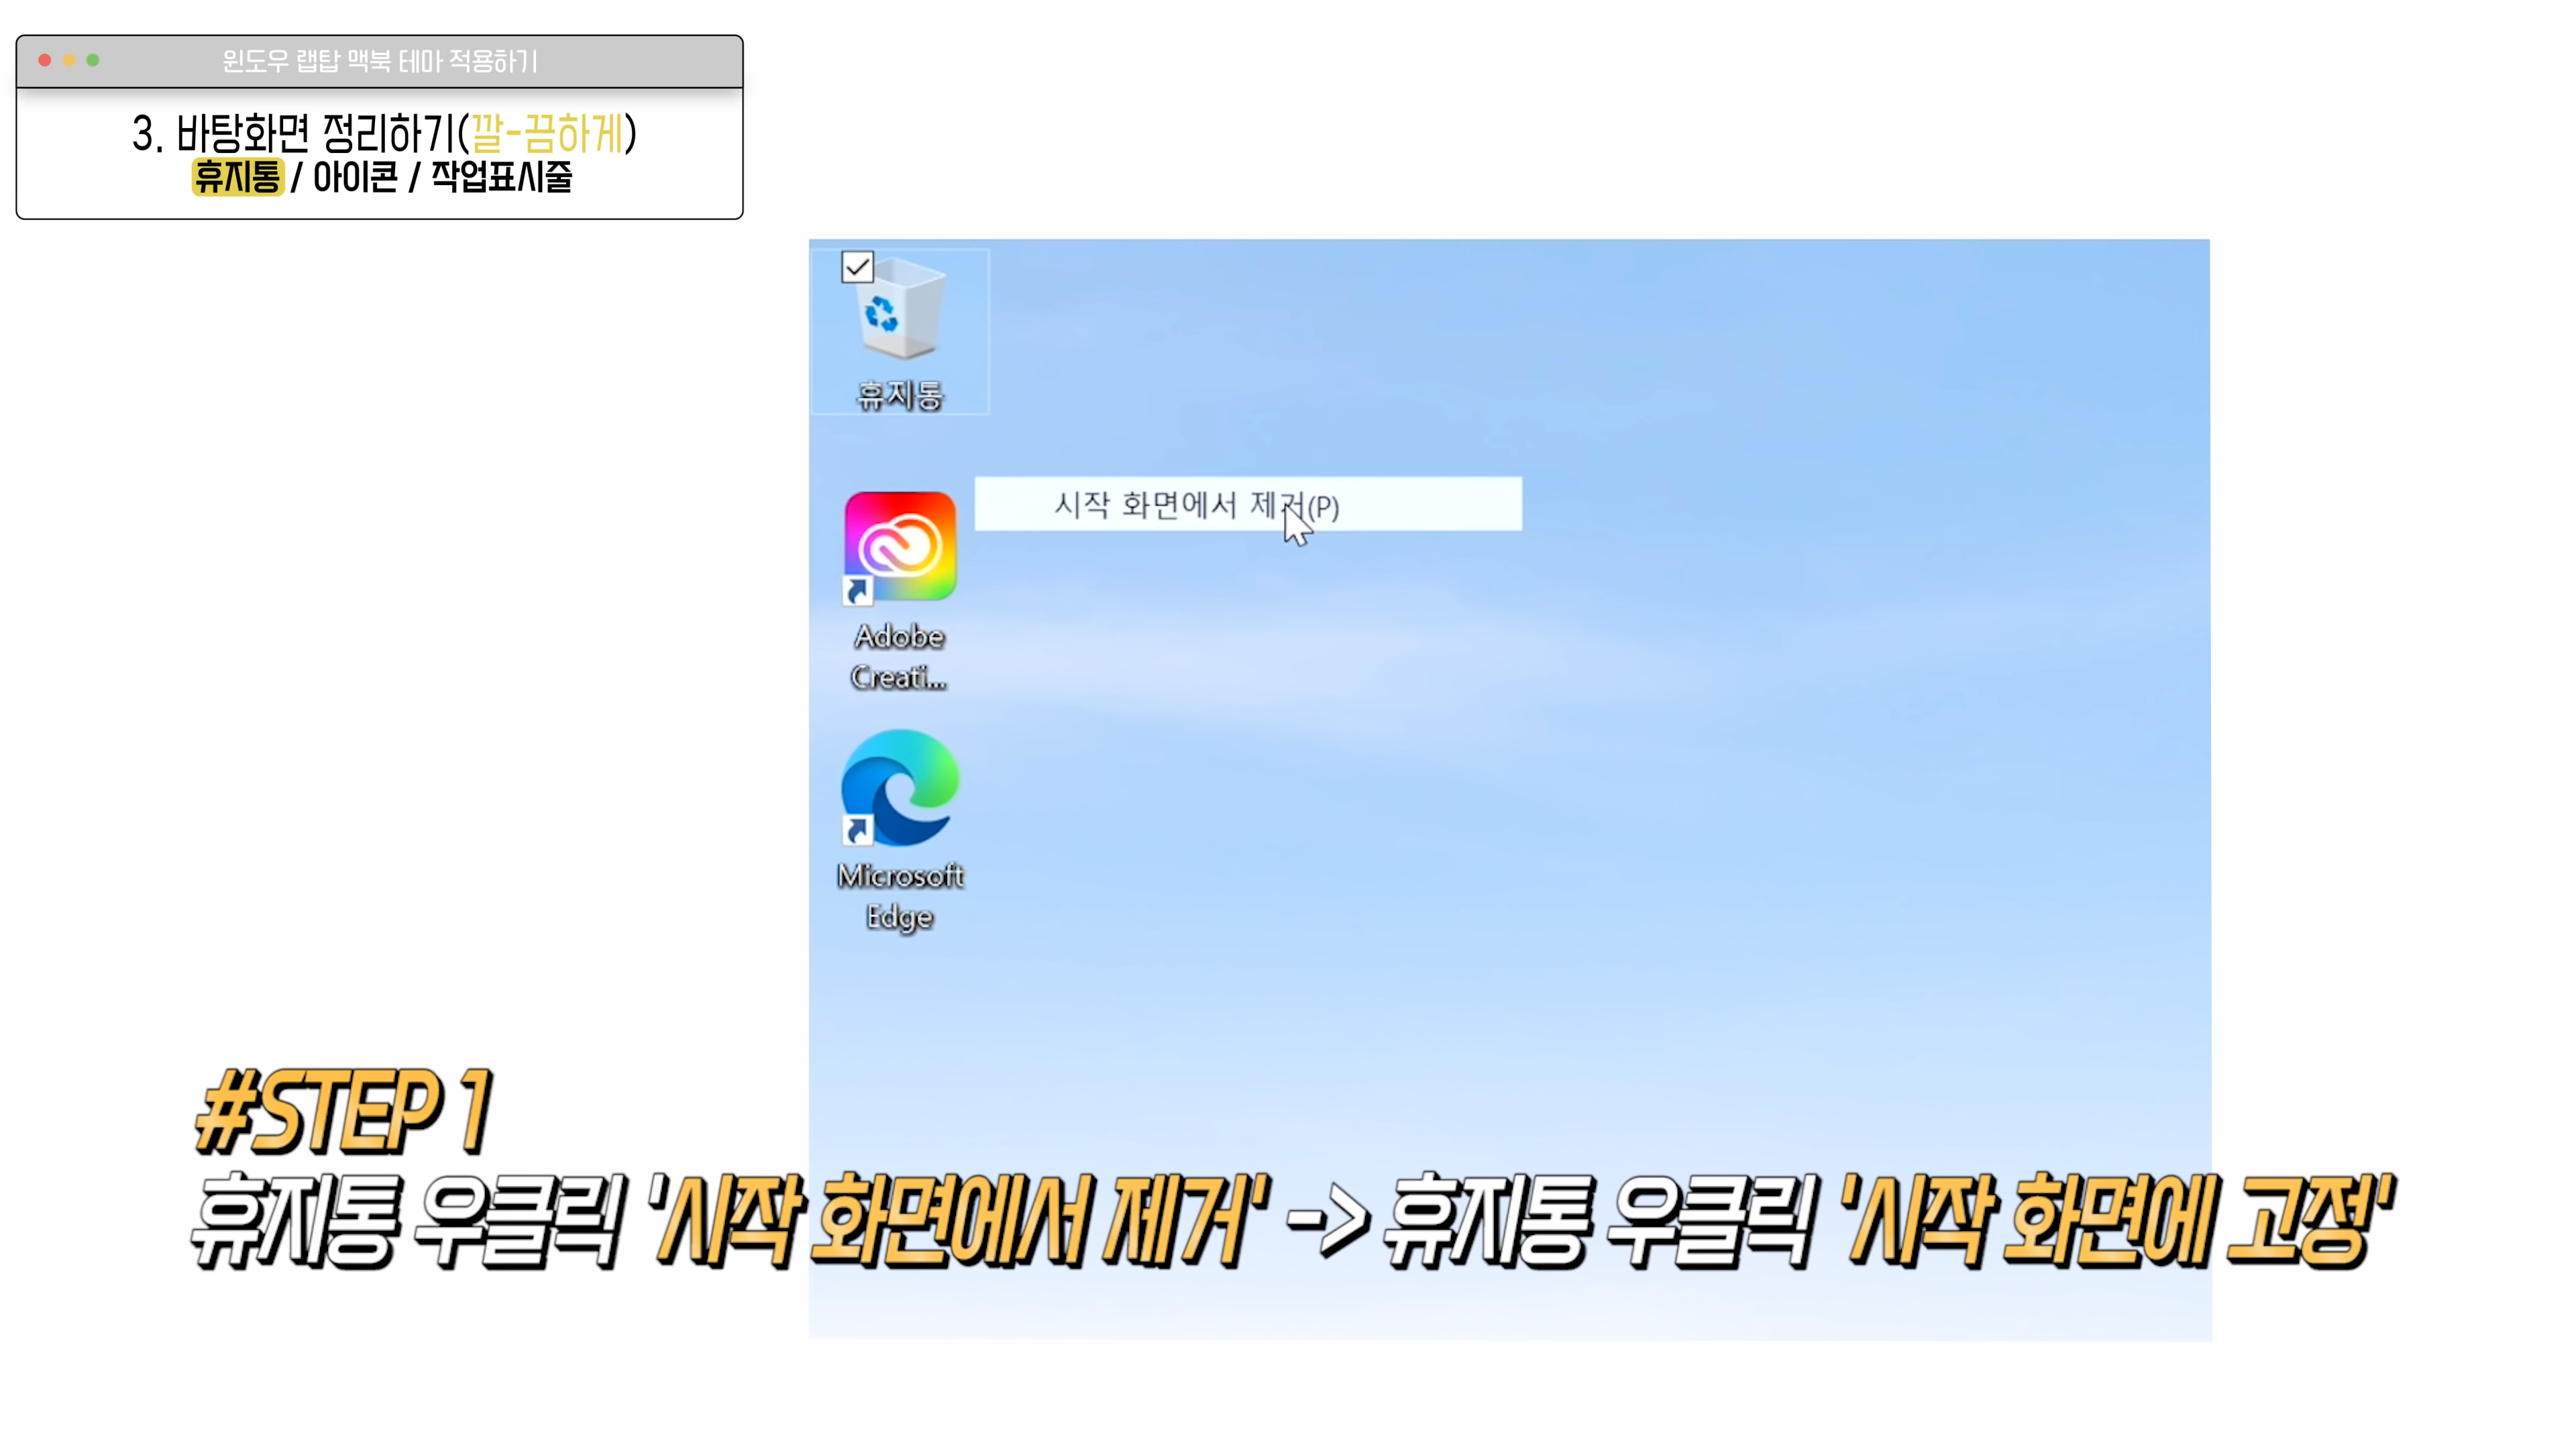 윈도우 랩탑 맥북 테마 적용하기
3. 바탕화면 정리하기(깔-끔하게)
휴지통 / 아이콘 / 작업표시줄
휴지통
시작 화면에서 제거(P)
Adobe
Creati...
Microsoft
Edge
#STEP 1
휴지통 우클릭 '시작 화면에서 제거' -> 휴지통 우클릭 '시작 화면에 고정'